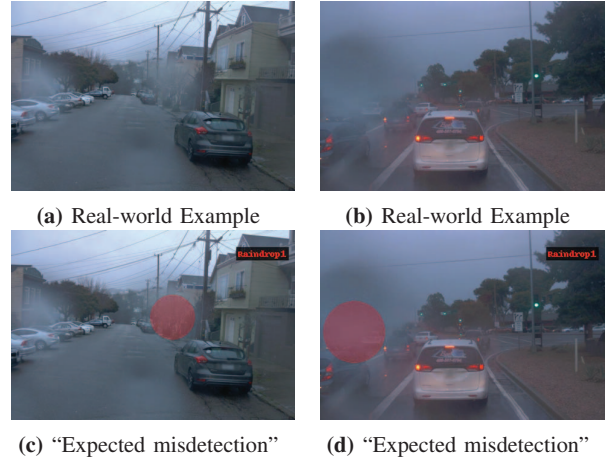 (a) Real-world Example
(b) Real-world Example
Raindrop1
Raindrop1
(c) “Expected misdetection”
(d) “Expected misdetection”